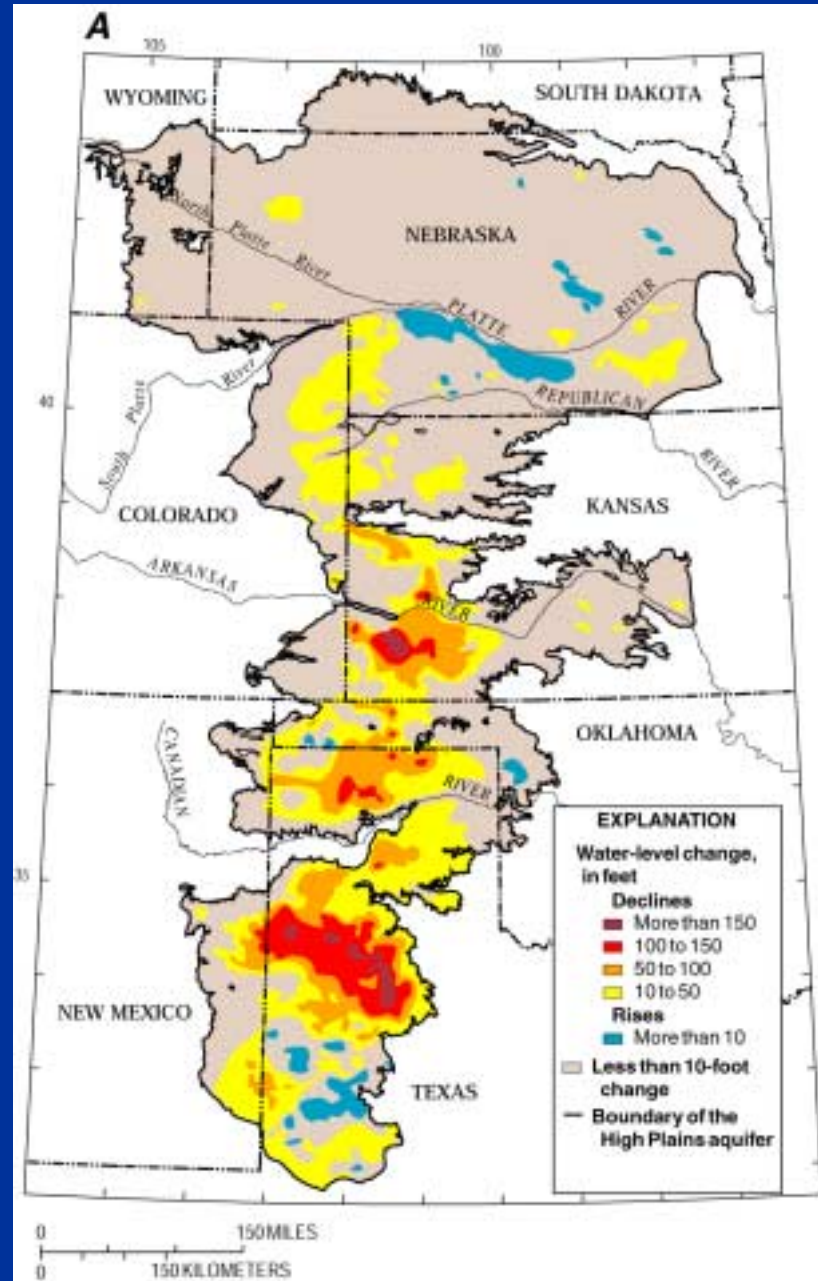 A
105
100
WYOMING
SOUTH DAKOTA
North Platte River
NEBRASKA
PLATTE RIVER
South Platte River
REPUBLICAN
RIVER
40
COLORADO
KANSAS
ARKANSAS
RIVER
CANADIAN
RIVER
OKLAHOMA
35
NEW MEXICO
TEXAS
EXPLANATION
Water-level change,
in feet
Declines
More than 150
100 to 150
50 to 100
10 to 50
Rises
More than 10
Less than 10-foot
change
Boundary of the
High Plains aquifer
0 150 MILES
0 150 KILOMETERS